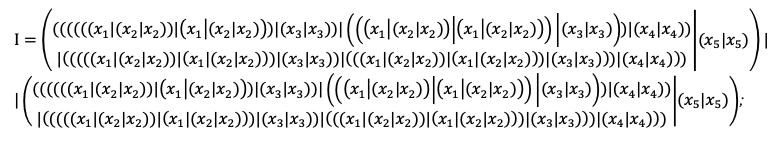 I = (((((((x₁|(x₂|x₂))|(x₁|(x₂|x₂)))|(x₃|x₃))|(((x₁|(x₂|x₂))|(x₁|(x₂|x₂)))|(x₃|x₃)))|(x₄|x₄))
|(((((x₁|(x₂|x₂))|(x₁|(x₂|x₂)))|(x₃|x₃))|(((x₁|(x₂|x₂))|(x₁|(x₂|x₂)))|(x₃|x₃)))|(x₄|x₄)))|(x₅|x₅)) |
| (((((((x₁|(x₂|x₂))|(x₁|(x₂|x₂)))|(x₃|x₃))|(((x₁|(x₂|x₂))|(x₁|(x₂|x₂)))|(x₃|x₃)))|(x₄|x₄))
|(((((x₁|(x₂|x₂))|(x₁|(x₂|x₂)))|(x₃|x₃))|(((x₁|(x₂|x₂))|(x₁|(x₂|x₂)))|(x₃|x₃)))|(x₄|x₄)))|(x₅|x₅));